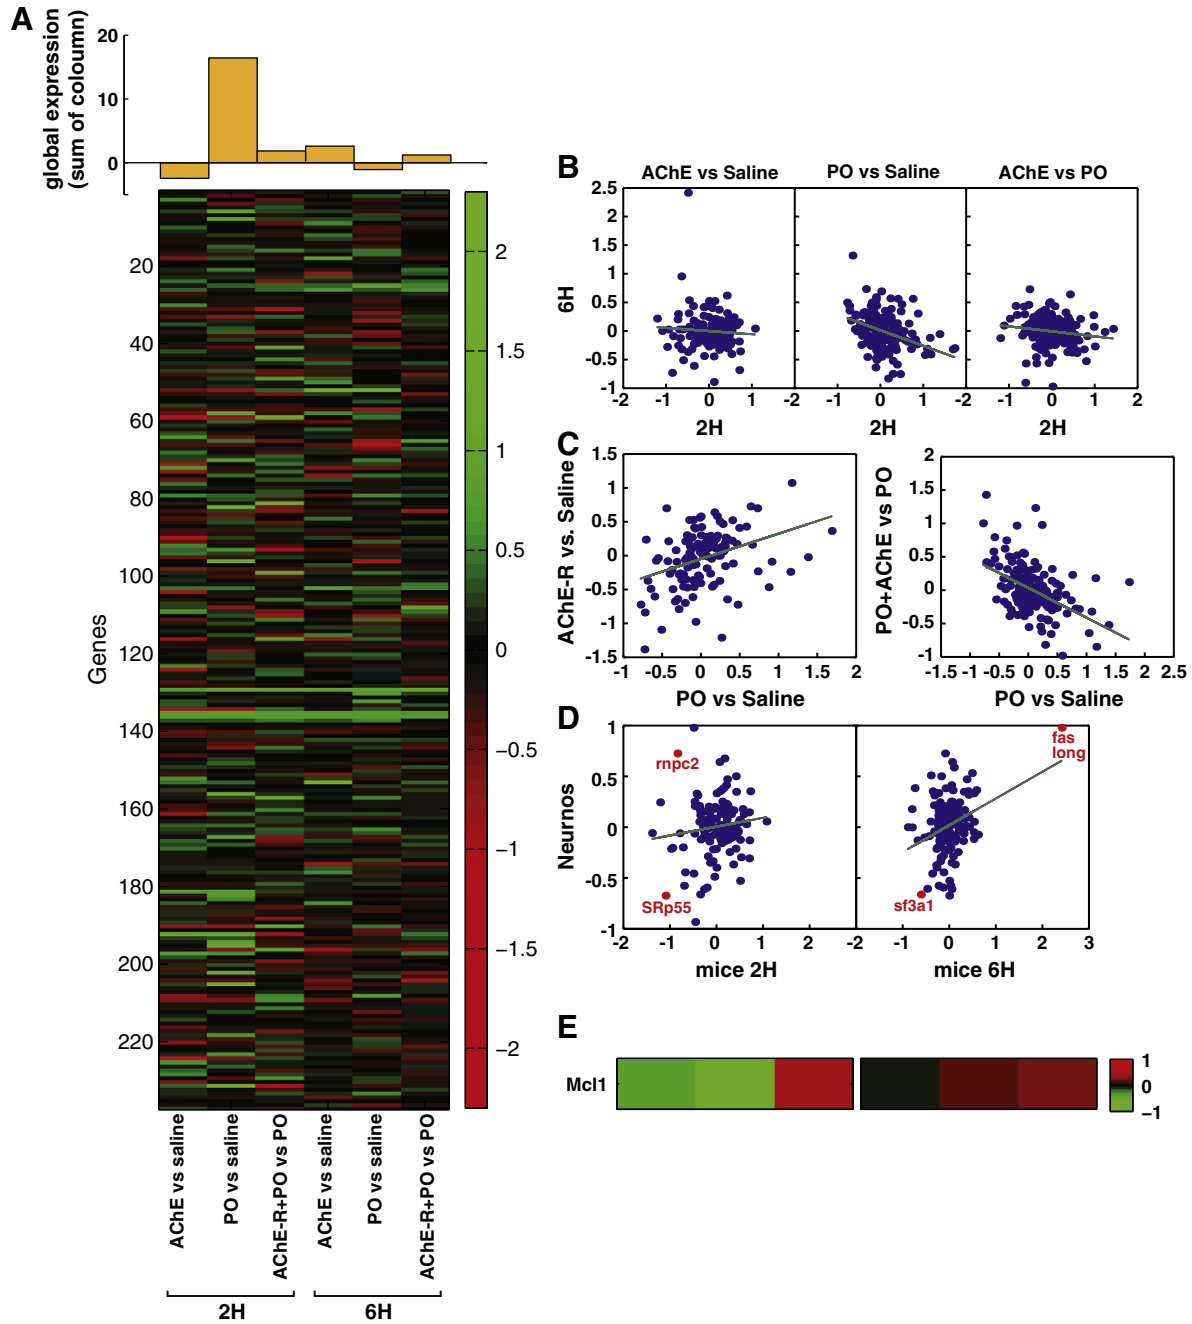 A
global expression
(sum of coloumn)
20
10
0
20
40
60
80
100
120
140
160
180
200
220
Genes
2
1.5
1
0.5
0
−0.5
−1
−1.5
−2
AChE vs saline
PO vs saline
AChE-R+PO vs PO
AChE vs saline
PO vs saline
AChE-R+PO vs PO
2H
6H
B
AChE vs Saline
PO vs Saline
AChE vs PO
6H
2.5
2
1.5
1
0.5
0
-0.5
-1
-2 -1 0 1 -2 -1 0 1 -2 -1 0 1 2
2H 2H 2H
C
AChE-R vs. Saline
1.5
1
0.5
0
-0.5
-1
-1.5
-1 -0.5 0 0.5 1 1.5 2
PO vs Saline
PO+AChE vs PO
2
1.5
1
0.5
0
-0.5
-1
-1.5 -1 -0.5 0 0.5 1 1.5 2 2.5
PO vs Saline
D
Neurnos
1
0.5
0
-0.5
-1
rnpc2
SRp55
-2 -1 0 1 -2 -1 0 1 2 3
fas
long
sf3a1
mice 2H
mice 6H
E
Mcl1
1
0
−1